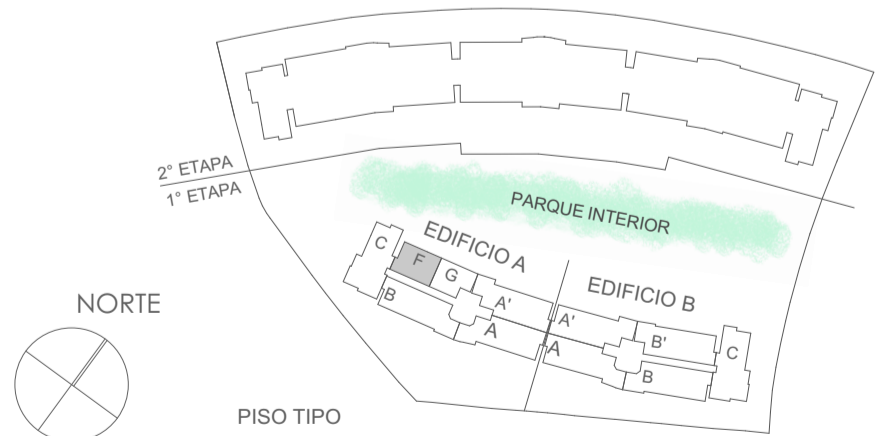 2° ETAPA
1° ETAPA
PARQUE INTERIOR
EDIFICIO A
C
F
G
B
A'
A
EDIFICIO B
A'
B'
C
A
B
NORTE
PISO TIPO